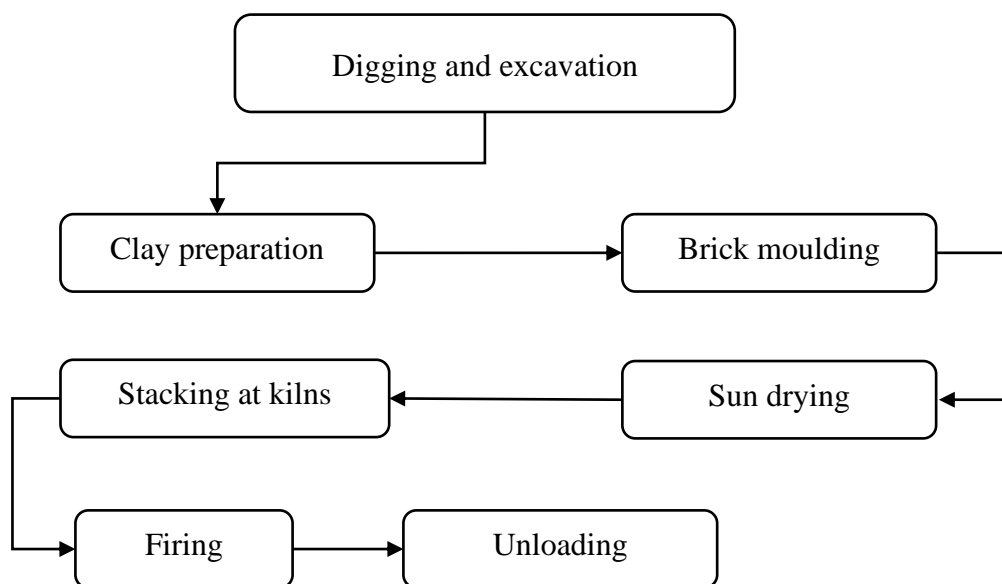 Digging and excavation
Clay preparation
Brick moulding
Stacking at kilns
Sun drying
Firing
Unloading